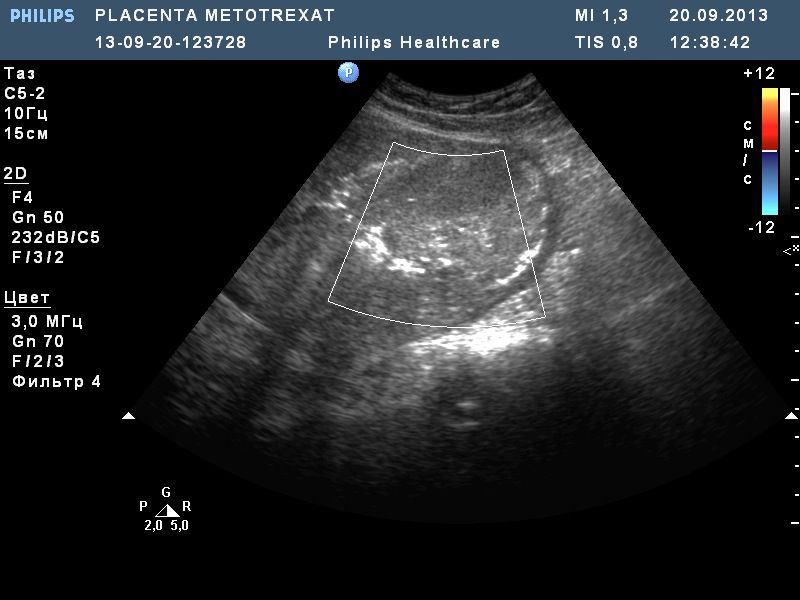 PHILIPS PLACENTA METOTREXAT MI 1,3 20.09.2013
13-09-20-123728 Philips Healthcare TIS 0,8 12:38:42
P
Таз
C5-2
10Гц
15см
2D
F4
Gn 50
232dB/C5
F/3/2
Цвет
3,0 МГц
Gn 70
F/2/3
Фильтр 4
+12
см/с
-12
<*
G
P R
2,0 5,0